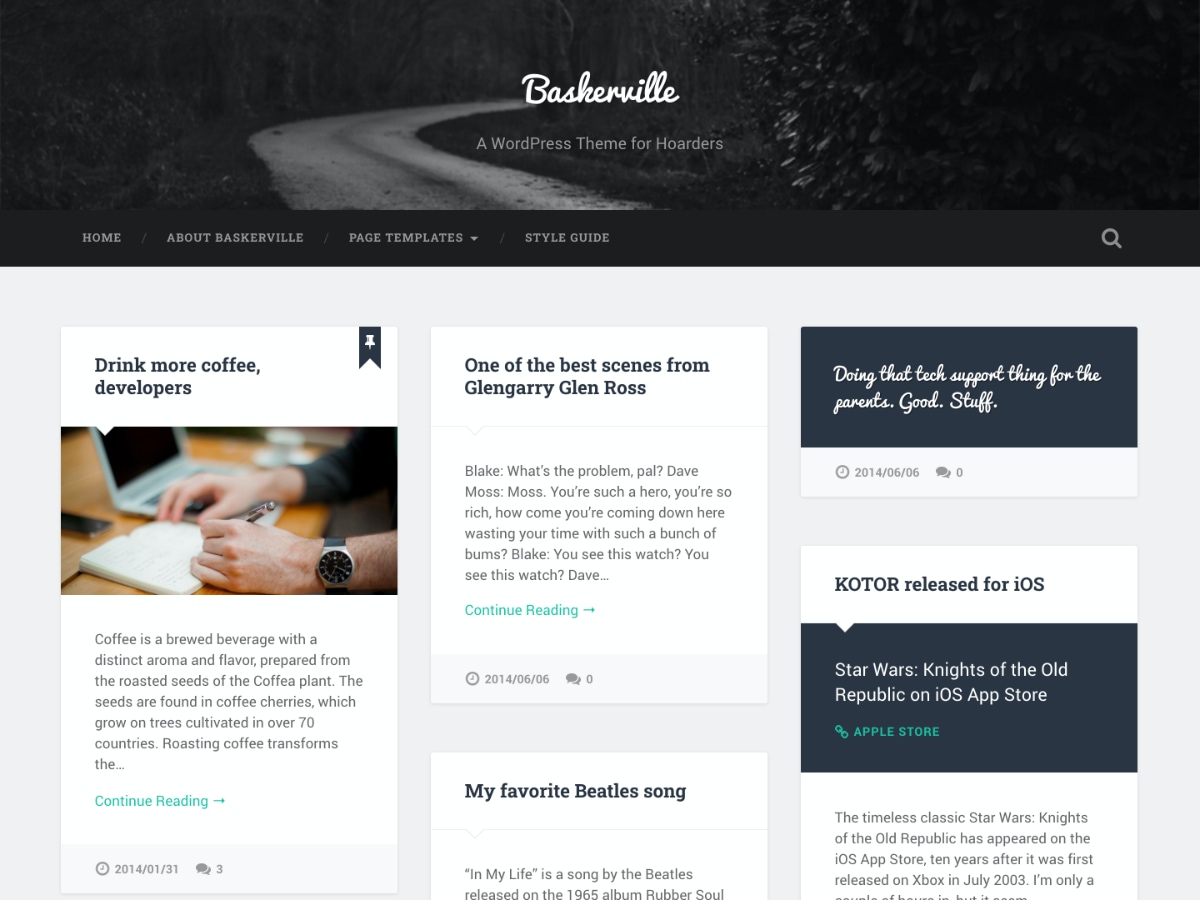 Baskerville
A WordPress Theme for Hoarders
HOME / ABOUT BASKERVILLE / PAGE TEMPLATES / STYLE GUIDE
Drink more coffee,
developers
Coffee is a brewed beverage with a
distinct aroma and flavor, prepared from
the roasted seeds of the Coffea plant. The
seeds are found in coffee cherries, which
grow on trees cultivated in over 70
countries. Roasting coffee transforms
the…
Continue Reading →
2014/01/31 3
One of the best scenes from
Glengarry Glen Ross
Blake: What’s the problem, pal? Dave
Moss: Moss. You’re such a hero, you’re so
rich, how come you’re coming down here
wasting your time with such a bunch of
bums? Blake: You see this watch? You
see this watch? Dave…
Continue Reading →
2014/06/06 0
My favorite Beatles song
“In My Life” is a song by the Beatles
released on the 1965 album Rubber Soul
Doing that tech support thing for the
parents. Good. Stuff.
2014/06/06 0
KOTOR released for iOS
Star Wars: Knights of the Old
Republic on iOS App Store
APPLE STORE
The timeless classic Star Wars: Knights
of the Old Republic has appeared on the
iOS App Store, ten years after it was first
released on Xbox in July 2003. I’m only a
couple of hours in, but it seem